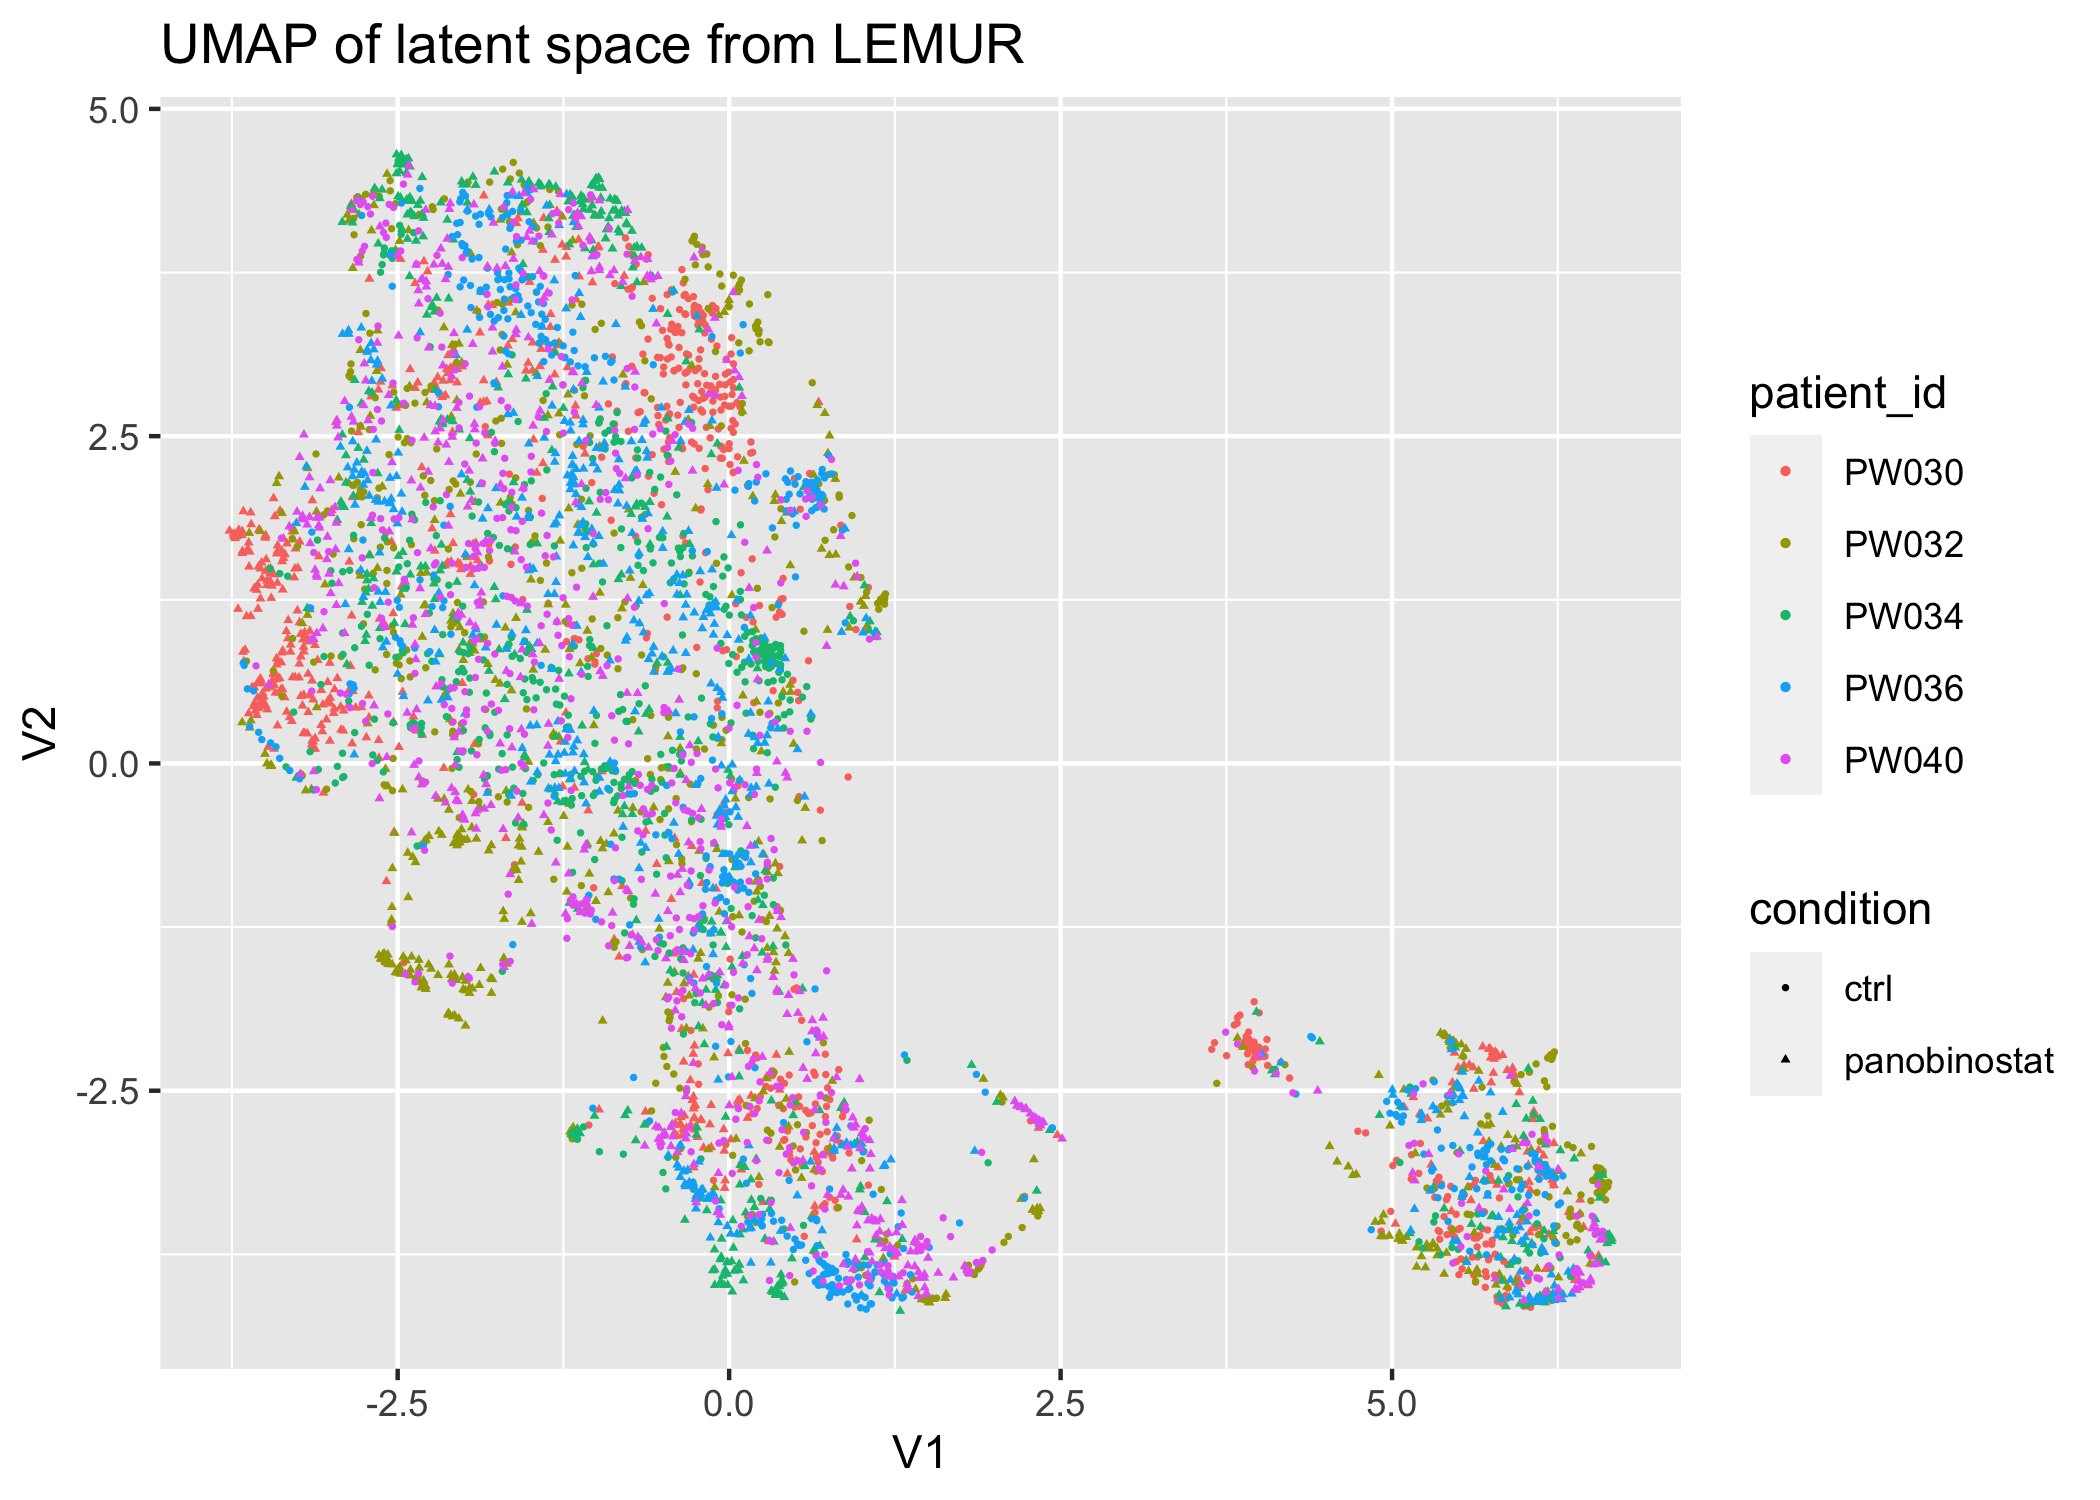 UMAP of latent space from LEMUR
5.0
2.5
0.0
-2.5
V2
-2.5
0.0
2.5
5.0
V1
patient_id
PW030
PW032
PW034
PW036
PW040
condition
ctrl
panobinostat